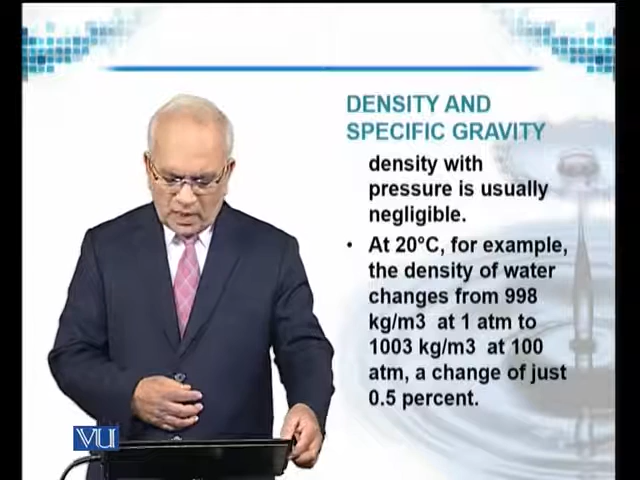 DENSITY AND
SPECIFIC GRAVITY
density with
pressure is usually
negligible.
• At 20°C, for example,
the density of water
changes from 998
kg/m3 at 1 atm to
1003 kg/m3 at 100
atm, a change of just
0.5 percent.
VU